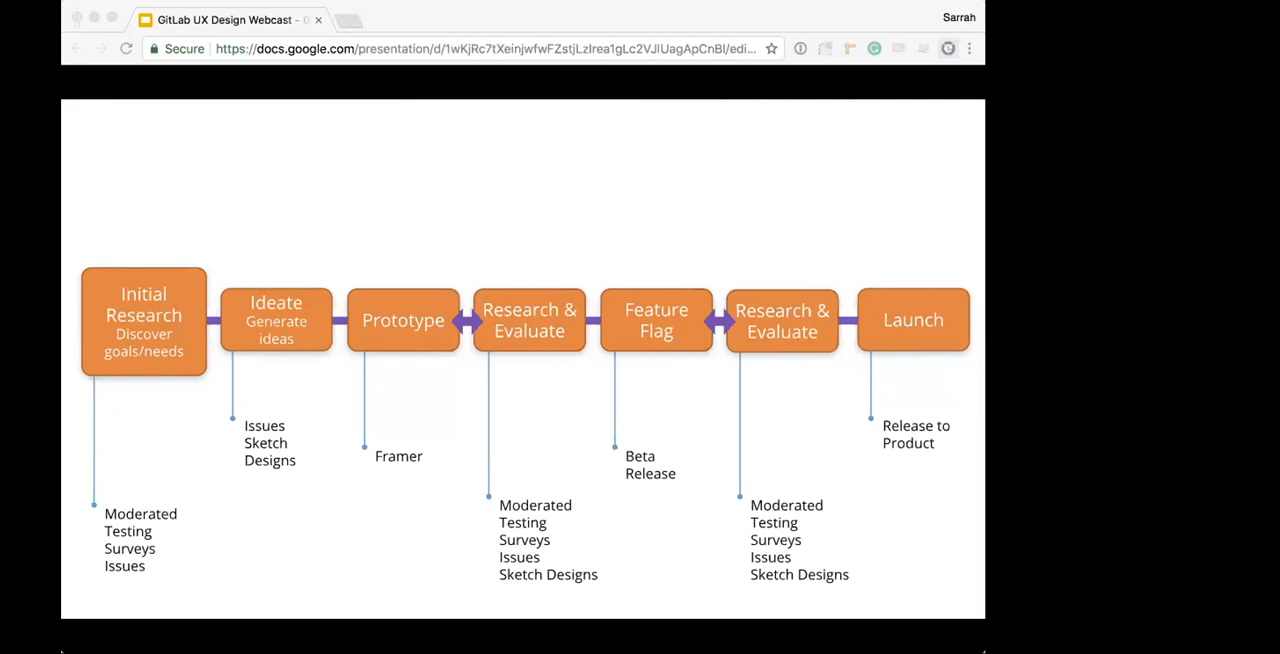 GitLab UX Design Webcast -
Sarrah
Secure
https://docs.google.com/presentation/d/1wKjRc7tXeinjwfwFZstjLzIrea1gLc2VJlUagApCnBI/edi...
Initial
Research
Discover
goals/needs
Ideate
Generate
ideas
Prototype
Research &
Evaluate
Feature
Flag
Research &
Evaluate
Launch
Issues
Sketch
Designs
Release to
Product
Framer
Beta
Release
Moderated
Testing
Surveys
Issues
Moderated
Testing
Surveys
Issues
Sketch Designs
Moderated
Testing
Surveys
Issues
Sketch Designs